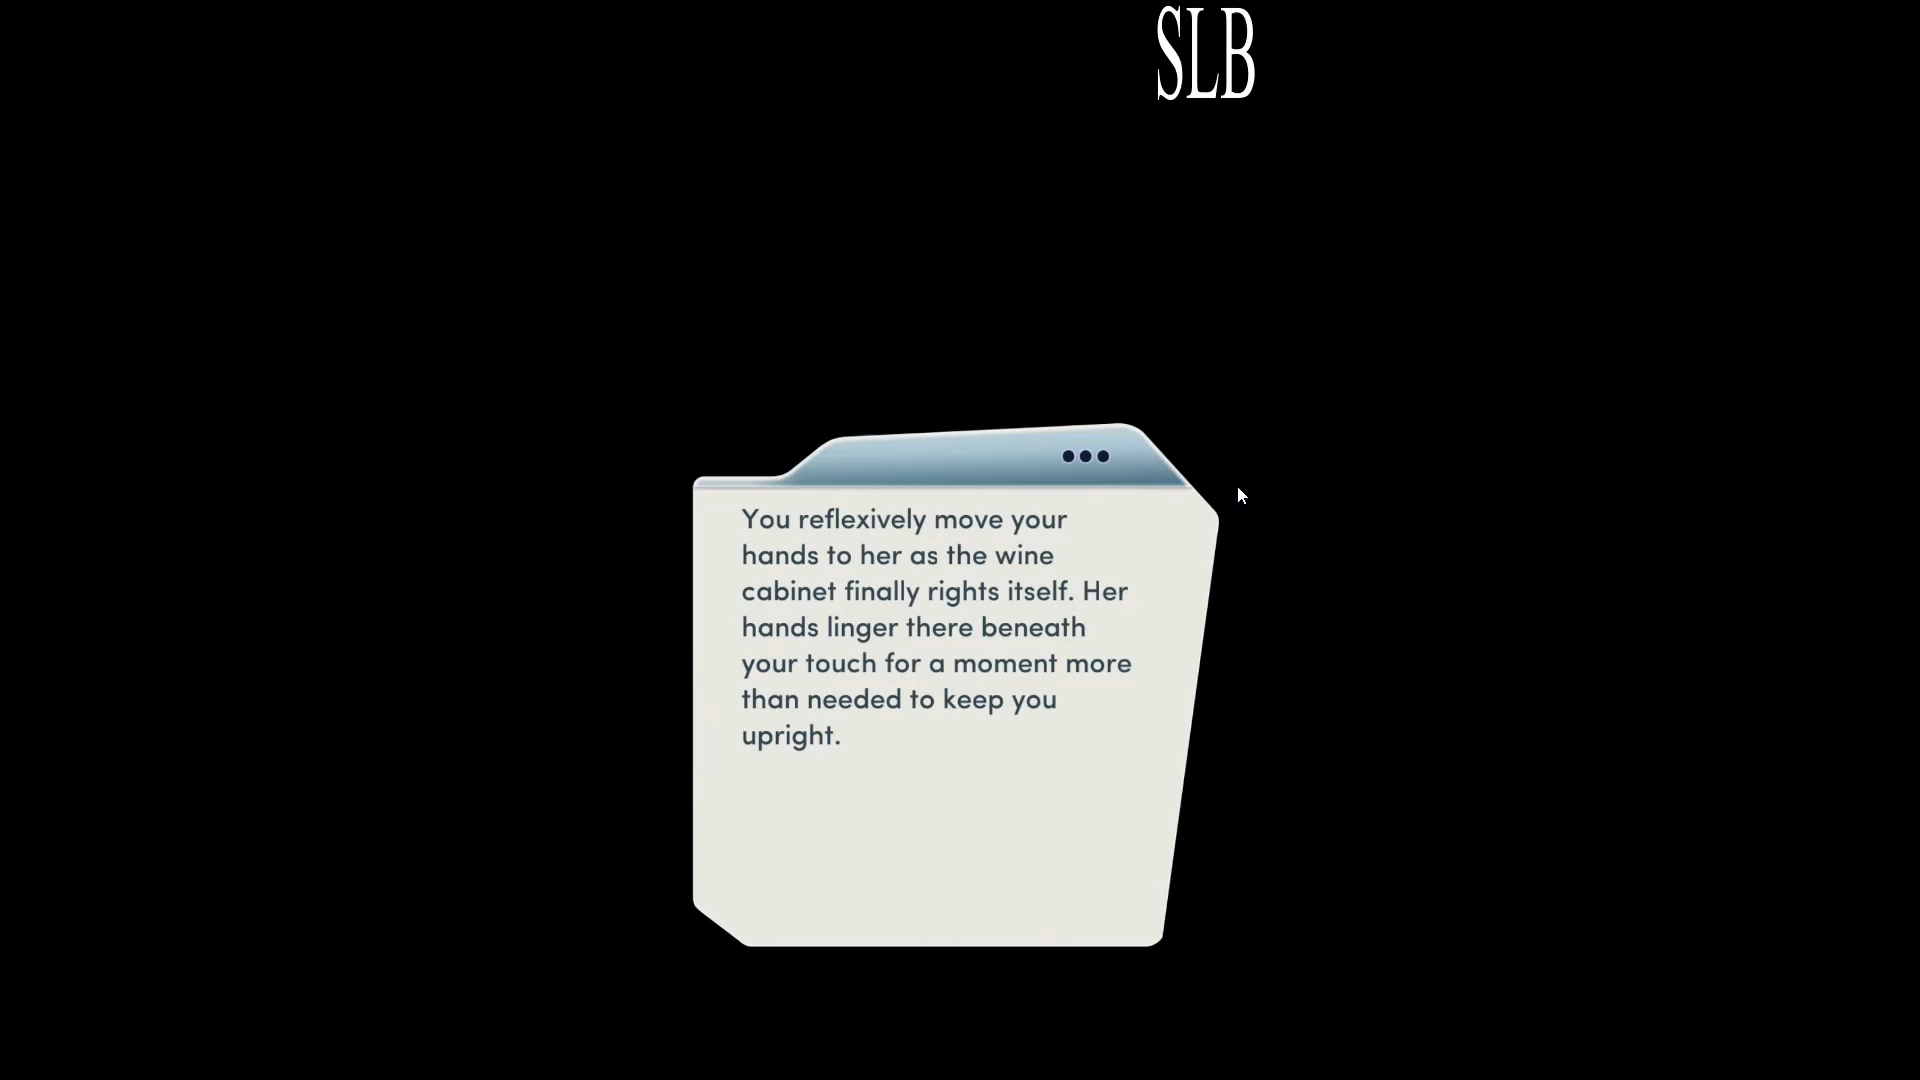 SLB
You reflexively move your
hands to her as the wine
cabinet finally rights itself. Her
hands linger there beneath
your touch for a moment more
than needed to keep you
upright.